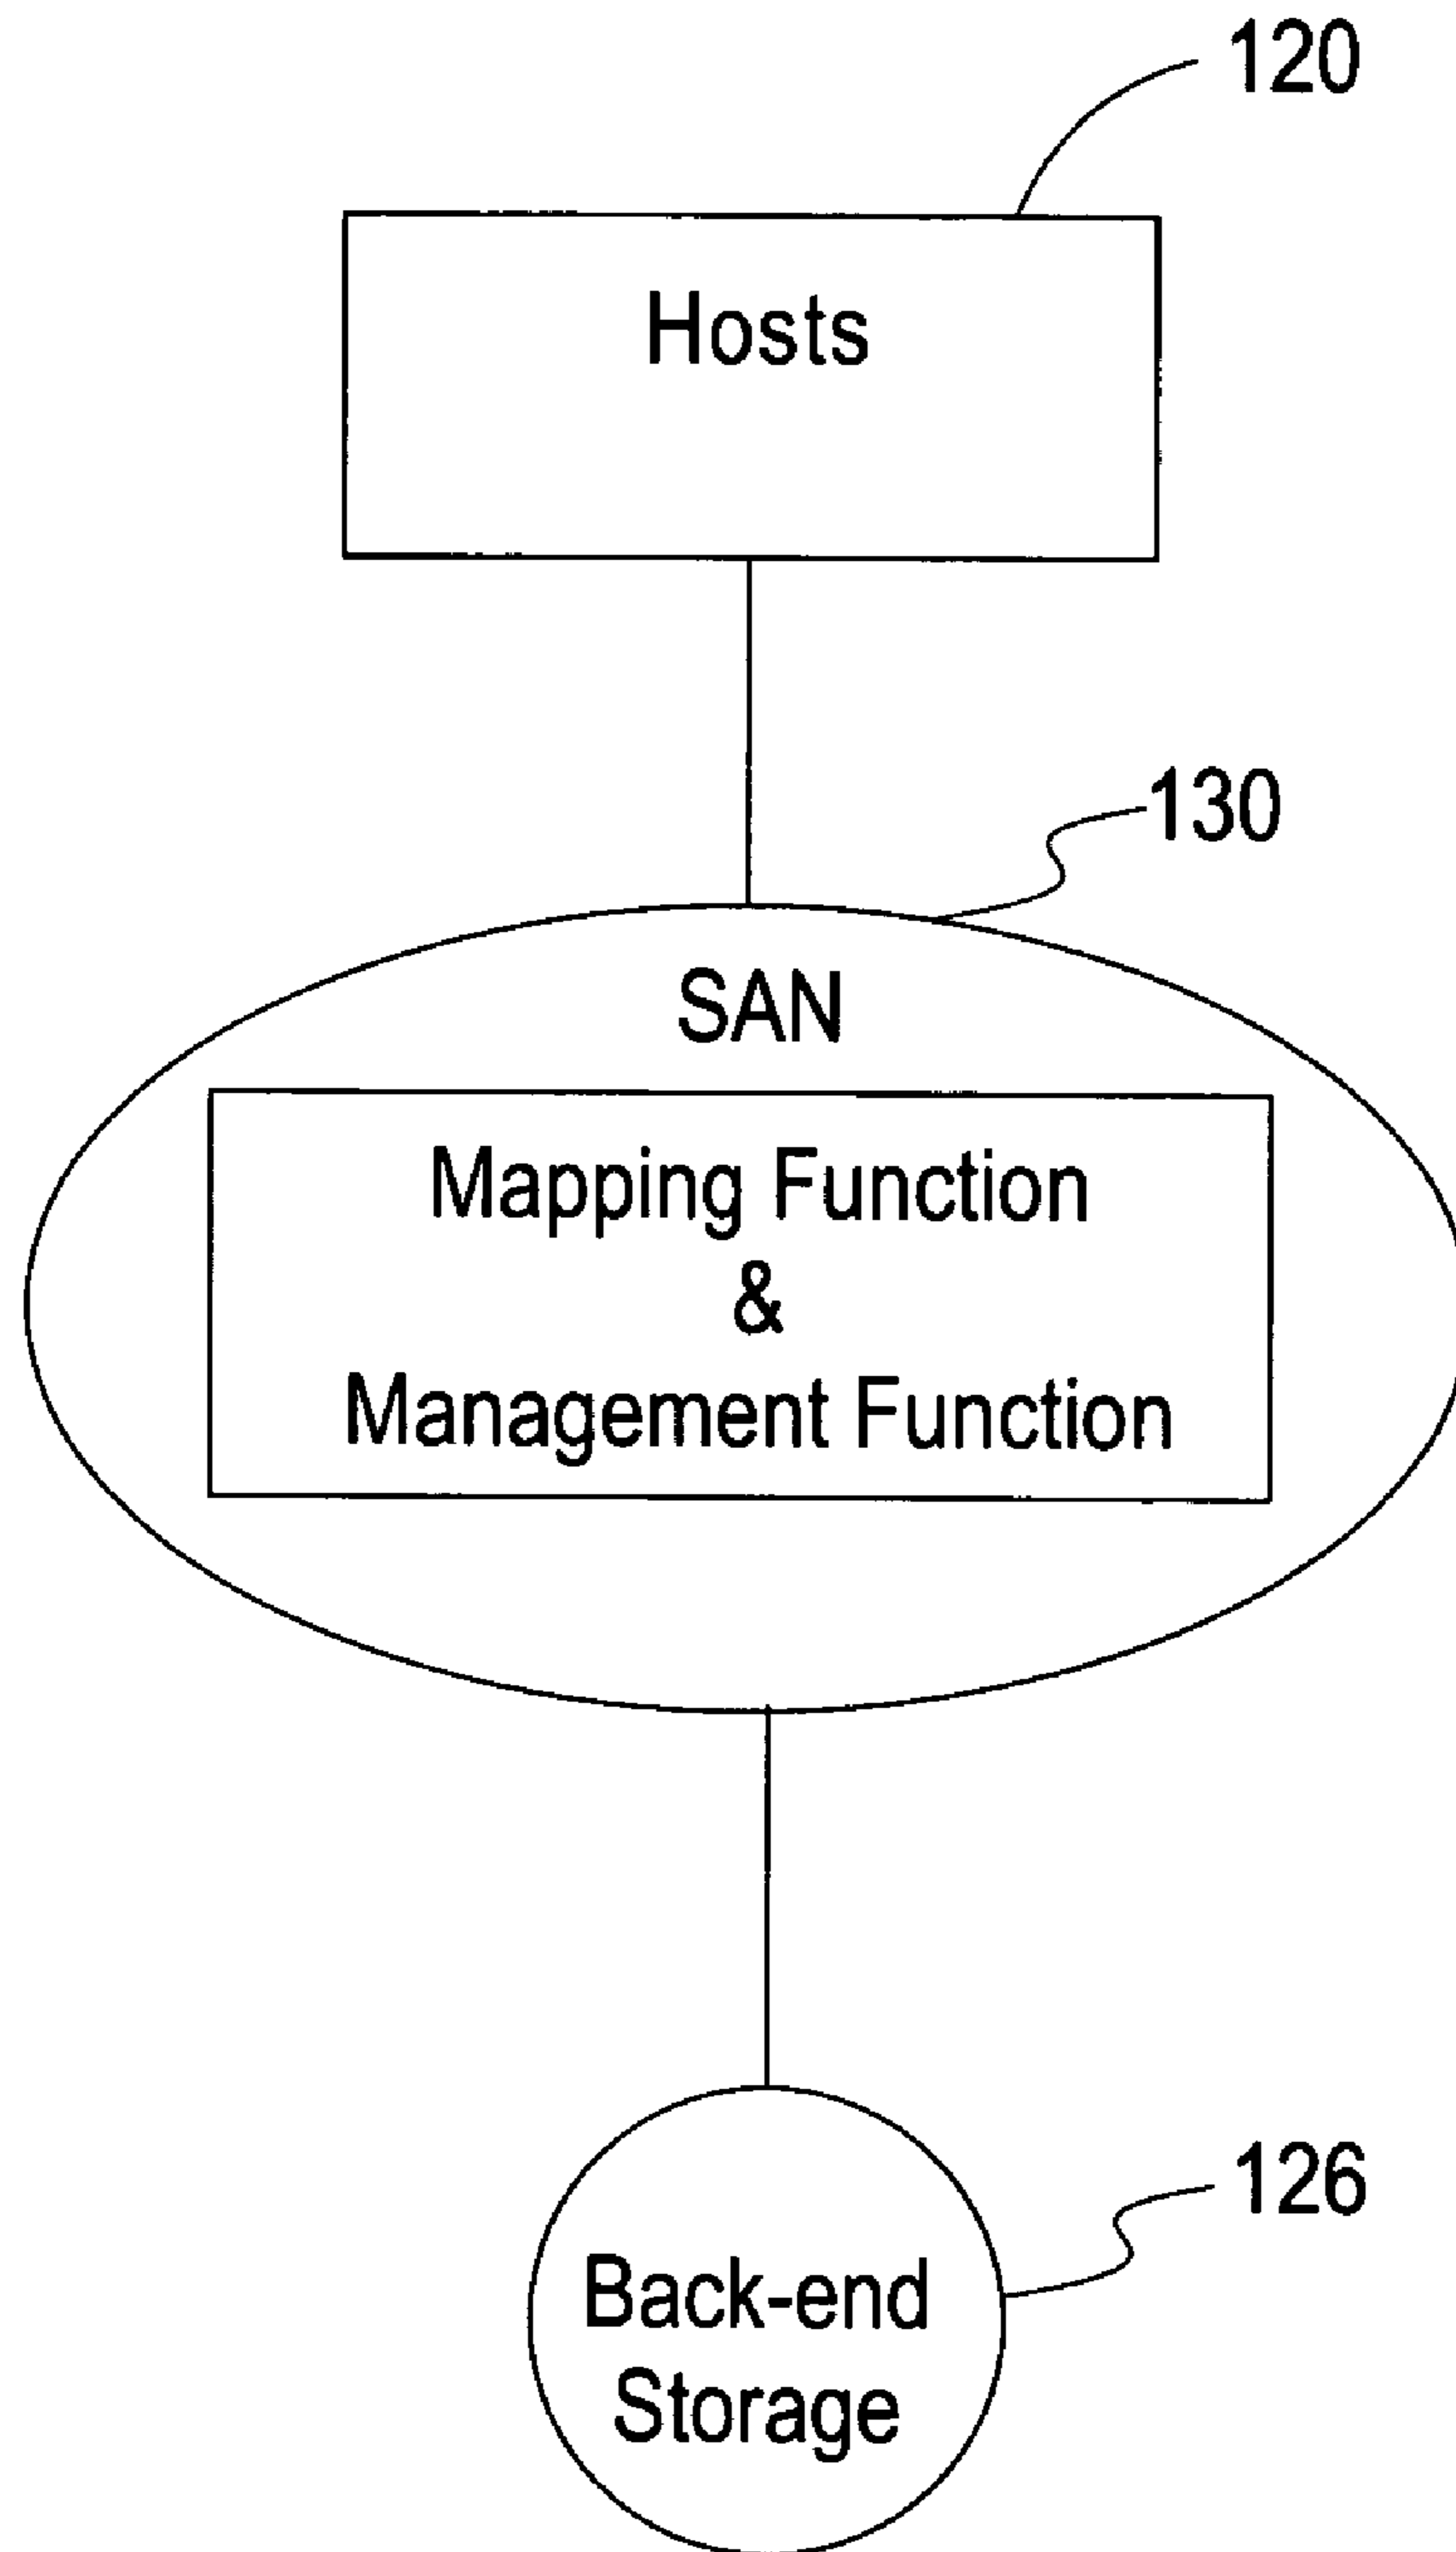 120
Hosts
130
SAN
Mapping Function
&
Management Function
126
Back-end
Storage